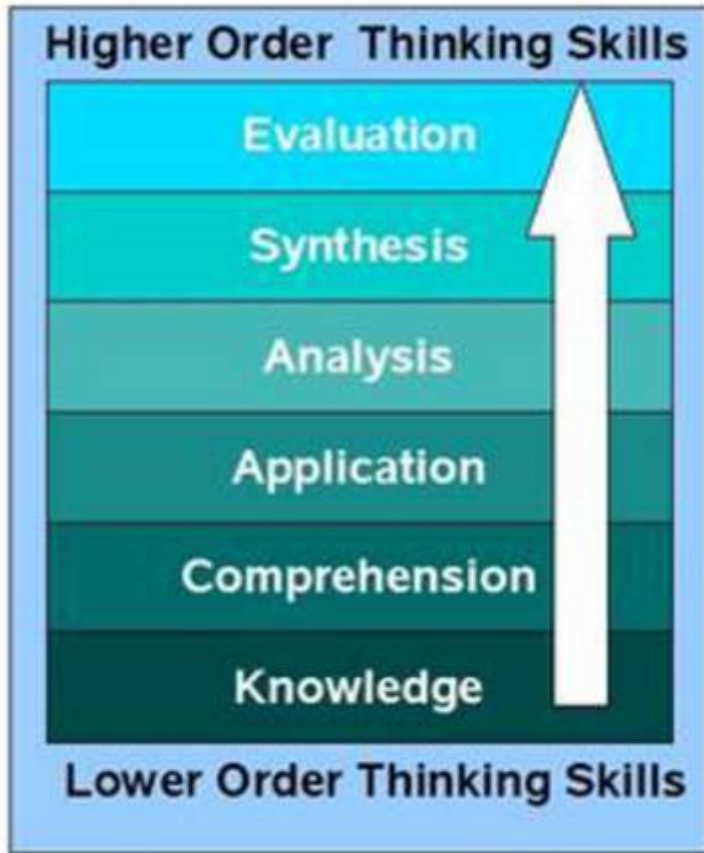 Higher Order Thinking Skills
Evaluation
Synthesis
Analysis
Application
Comprehension
Knowledge
Lower Order Thinking Skills